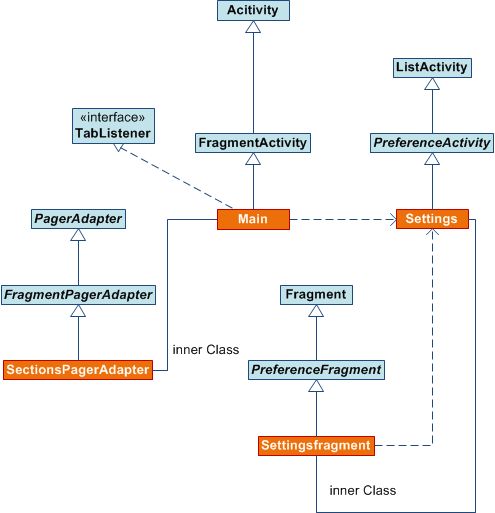 Acitivity
ListActivity
«interface»
TabListener
FragmentActivity
PreferenceActivity
PagerAdapter
Main
Settings
FragmentPagerAdapter
Fragment
inner Class
SectionsPagerAdapter
PreferenceFragment
Settingsfragment
inner Class